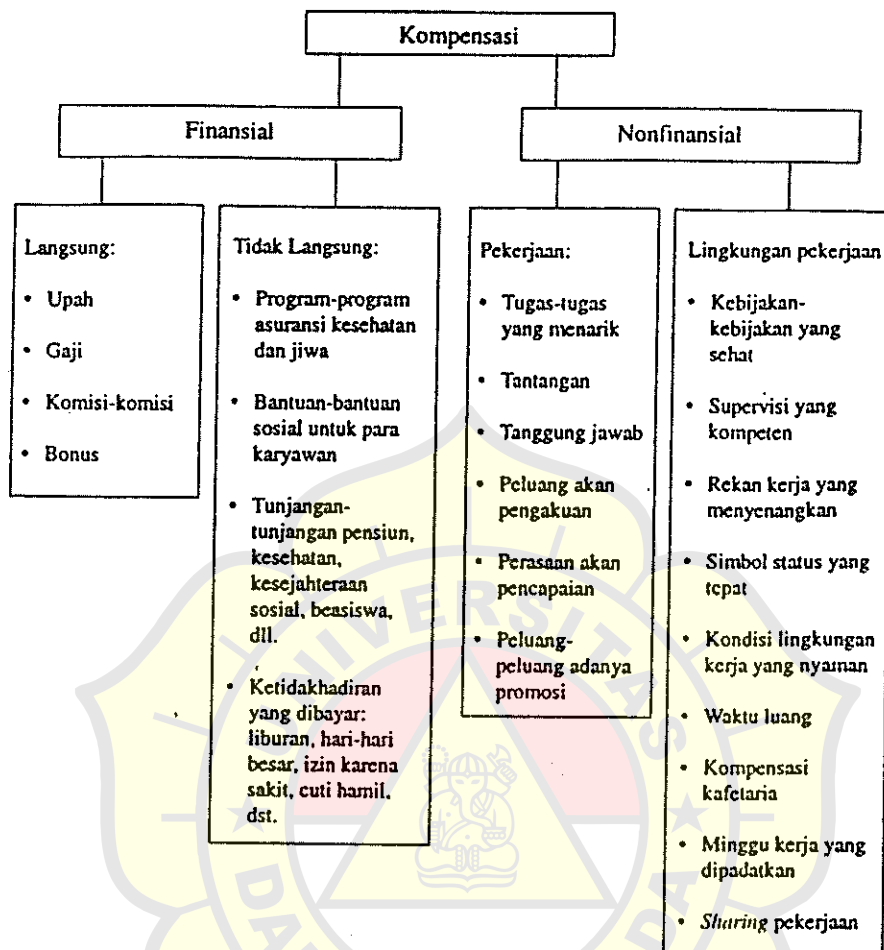 Kompensasi
Finansial
Nonfinansial
Langsung:
• Upah
• Gaji
• Komisi-komisi
• Bonus
Tidak Langsung:
• Program-program
asuransi kesehatan
dan jiwa
• Bantuan-bantuan
sosial untuk para
karyawan
• Tunjangan-
tunjangan pensiun,
kesehatan,
kesejahteraan
sosial, beasiswa,
dll.
• Ketidakhadiran
yang dibayar:
liburan, hari-hari
besar, izin karena
sakit, cuti hamil,
dst.
Pekerjaan:
• Tugas-tugas
yang menarik
• Tantangan
• Tanggung jawab
• Peluang akan
pengakuan
• Perasaan akan
pencapaian
• Peluang-
peluang adanya
promosi
Lingkungan pekerjaan
• Kebijakan-
kebijakan yang
sehat
• Supervisi yang
kompeten
• Rekan kerja yang
menyenangkan
• Simbol status yang
tepat
• Kondisi lingkungan
kerja yang nyaman
• Waktu luang
• Kompensasi
kafetaria
• Minggu kerja yang
dipadatkan
• Sharing pekerjaan
UNIVERSITAS